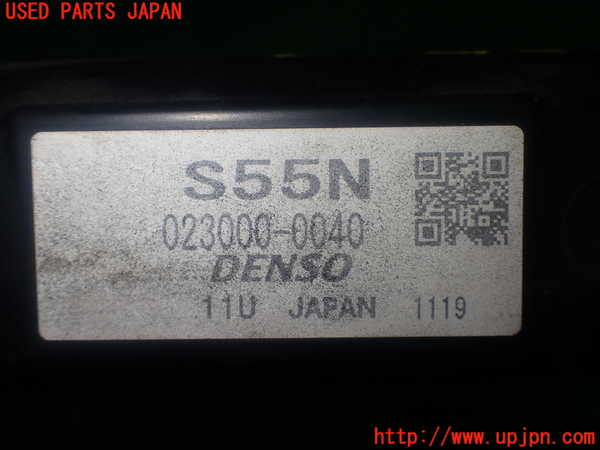 USED PARTS JAPAN
S55N
023000-0040
DENSO
11U JAPAN 1119
http://www.upjpn.com/